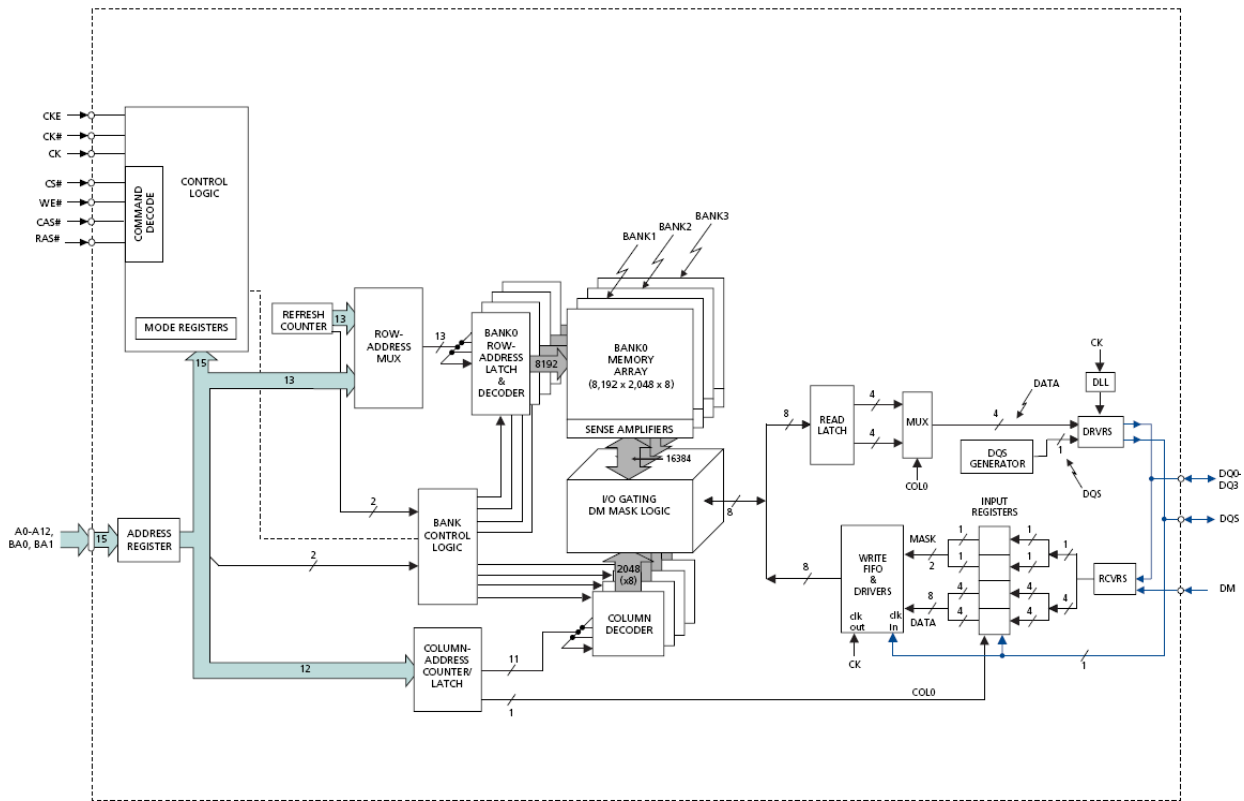 CKE
CK#
CK
CS#
WE#
CAS#
RAS#
COMMAND
DECODE
CONTROL
LOGIC
MODE REGISTERS
15
REFRESH
COUNTER
13
ROW-
ADDRESS
MUX
13
13
BANK0
ROW-
ADDRESS
LATCH
&
DECODER
8192
BANK1
BANK2
BANK3
BANK0
MEMORY
ARRAY
(8,192 x 2,048 x 8)
SENSE AMPLIFIERS
16384
I/O GATING
DM MASK LOGIC
8
2
BANK
CONTROL
LOGIC
2
A0-A12,
BA0, BA1
15
ADDRESS
REGISTER
2048
(x8)
COLUMN
DECODER
12
COLUMN-
ADDRESS
COUNTER/
LATCH
11
1
COL0
8
READ
LATCH
4
4
MUX
COL0
4
DATA
CK
DLL
DRVRS
DQS
GENERATOR
1
DQS
DQ0-
DQ3
DQS
DM
INPUT
REGISTERS
8
WRITE
FIFO
&
DRIVERS
clk
out
clk
in
CK
MASK
2
8
DATA
1
1
4
4
1
1
4
4
1
4
RCVRS
1